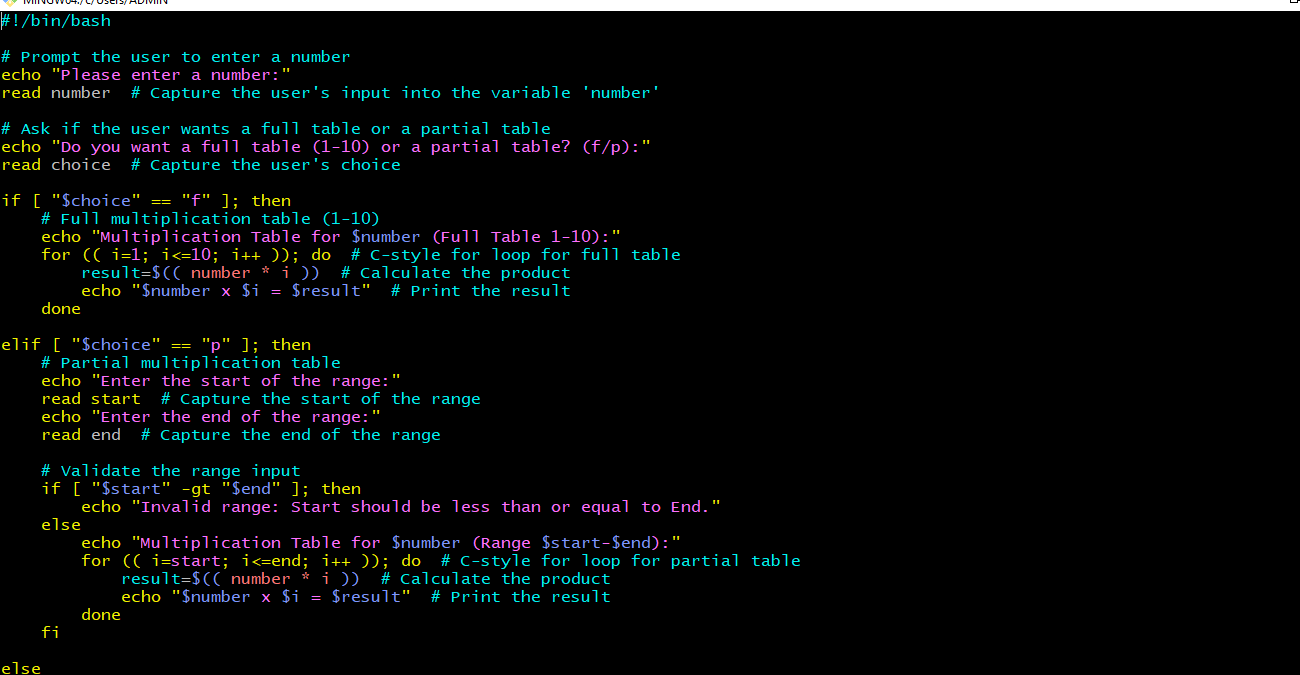 MINGW64:/c/Users/ADMIN
#!/bin/bash

# Prompt the user to enter a number
echo "Please enter a number:"
read number  # Capture the user's input into the variable 'number'

# Ask if the user wants a full table or a partial table
echo "Do you want a full table (1-10) or a partial table? (f/p):"
read choice  # Capture the user's choice

if [ "$choice" == "f" ]; then
    # Full multiplication table (1-10)
    echo "Multiplication Table for $number (Full Table 1-10):"
    for (( i=1; i<=10; i++ )); do  # C-style for loop for full table
        result=$(( number * i ))  # Calculate the product
        echo "$number x $i = $result"  # Print the result
    done

elif [ "$choice" == "p" ]; then
    # Partial multiplication table
    echo "Enter the start of the range:"
    read start  # Capture the start of the range
    echo "Enter the end of the range:"
    read end  # Capture the end of the range

    # Validate the range input
    if [ "$start" -gt "$end" ]; then
        echo "Invalid range: Start should be less than or equal to End."
    else
        echo "Multiplication Table for $number (Range $start-$end):"
        for (( i=start; i<=end; i++ )); do  # C-style for loop for partial table
            result=$(( number * i ))  # Calculate the product
            echo "$number x $i = $result"  # Print the result
        done
    fi

else